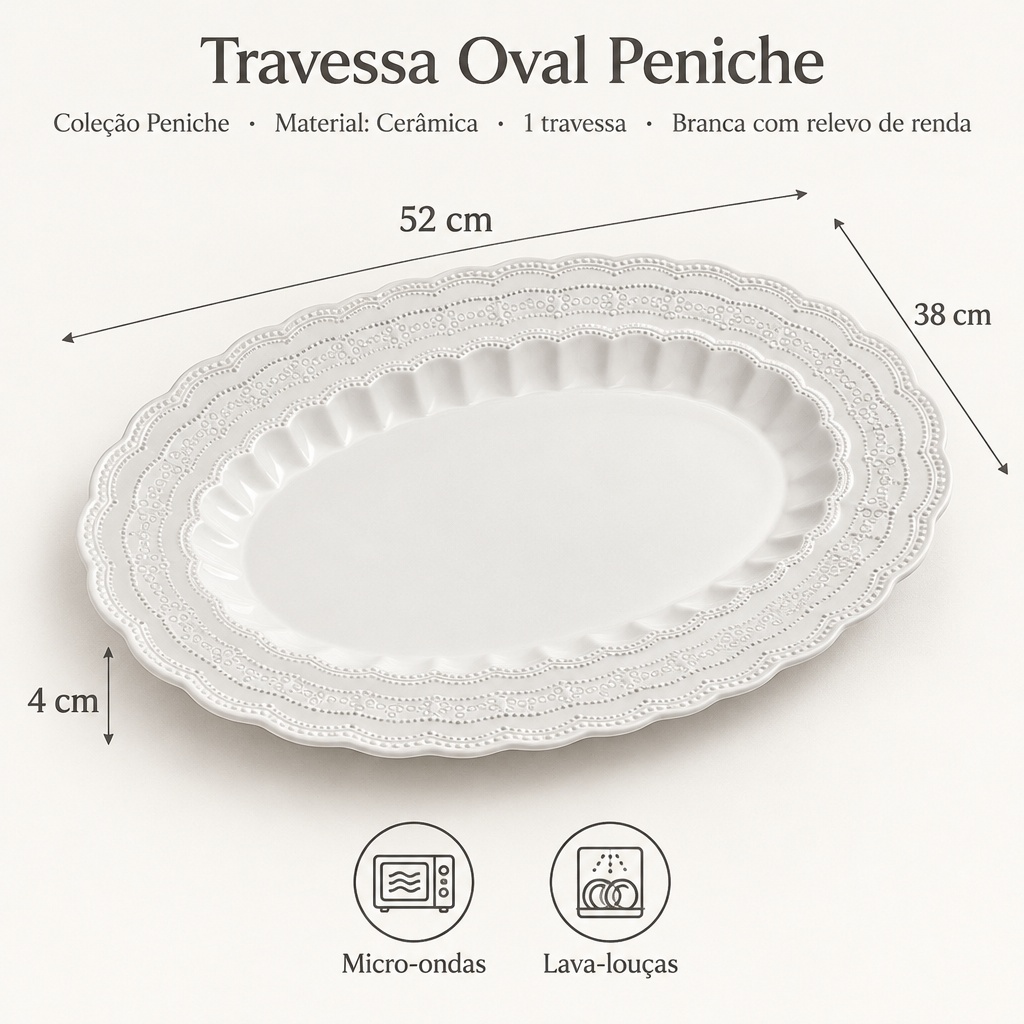 Travessa Oval Peniche
Coleção Peniche • Material: Cerâmica • 1 travessa • Branca com relevo de renda
52 cm
38 cm
4 cm
Micro-ondas
Lava-louças